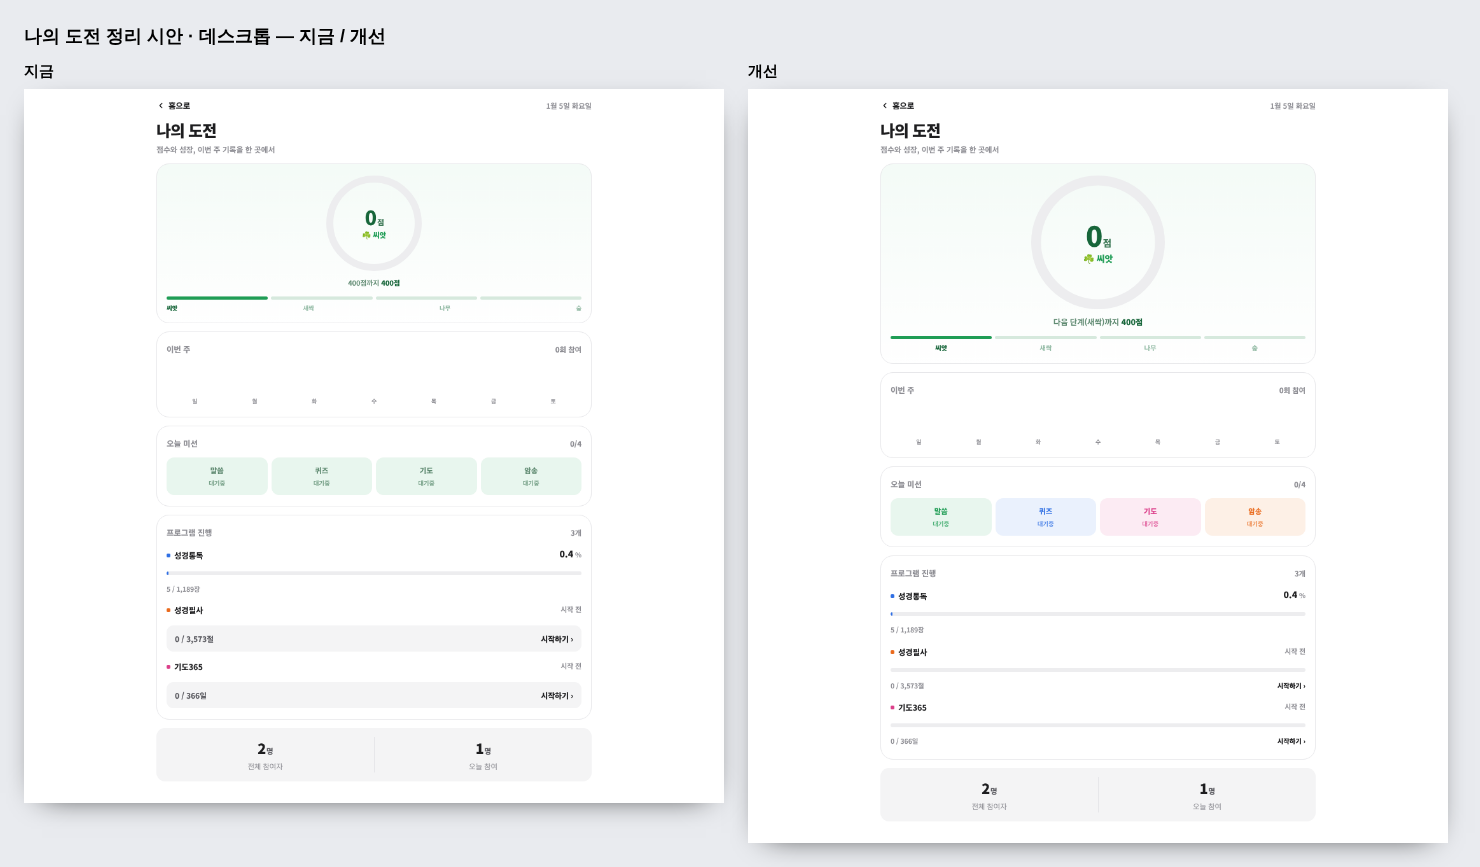 나의 도전 정리 시안 · 데스크톱 — 지금 / 개선
지금
홈으로
1월 5일 화요일
나의 도전
점수와 성장, 이번 주 기록을 한 곳에서
0점
씨앗
400점까지 400점
씨앗 새싹 나무 숲
이번 주 0회 참여
일 월 화 수 목 금 토
오늘 미션 0/4
말씀 퀴즈 기도 암송
대기중 대기중 대기중 대기중
프로그램 진행 3개
성경통독 0.4 %
5 / 1,189장
성경필사 시작 전
0 / 3,573절 시작하기 ›
기도365 시작 전
0 / 366일 시작하기 ›
2명 1명
전체 참여자 오늘 참여
개선
홈으로
1월 5일 화요일
나의 도전
점수와 성장, 이번 주 기록을 한 곳에서
0점
씨앗
다음 단계(새싹)까지 400점
씨앗 새싹 나무 숲
이번 주 0회 참여
일 월 화 수 목 금 토
오늘 미션 0/4
말씀 퀴즈 기도 암송
대기중 대기중 대기중 대기중
프로그램 진행 3개
성경통독 0.4 %
5 / 1,189장
성경필사 시작 전
0 / 3,573절 시작하기 ›
기도365 시작 전
0 / 366일 시작하기 ›
2명 1명
전체 참여자 오늘 참여